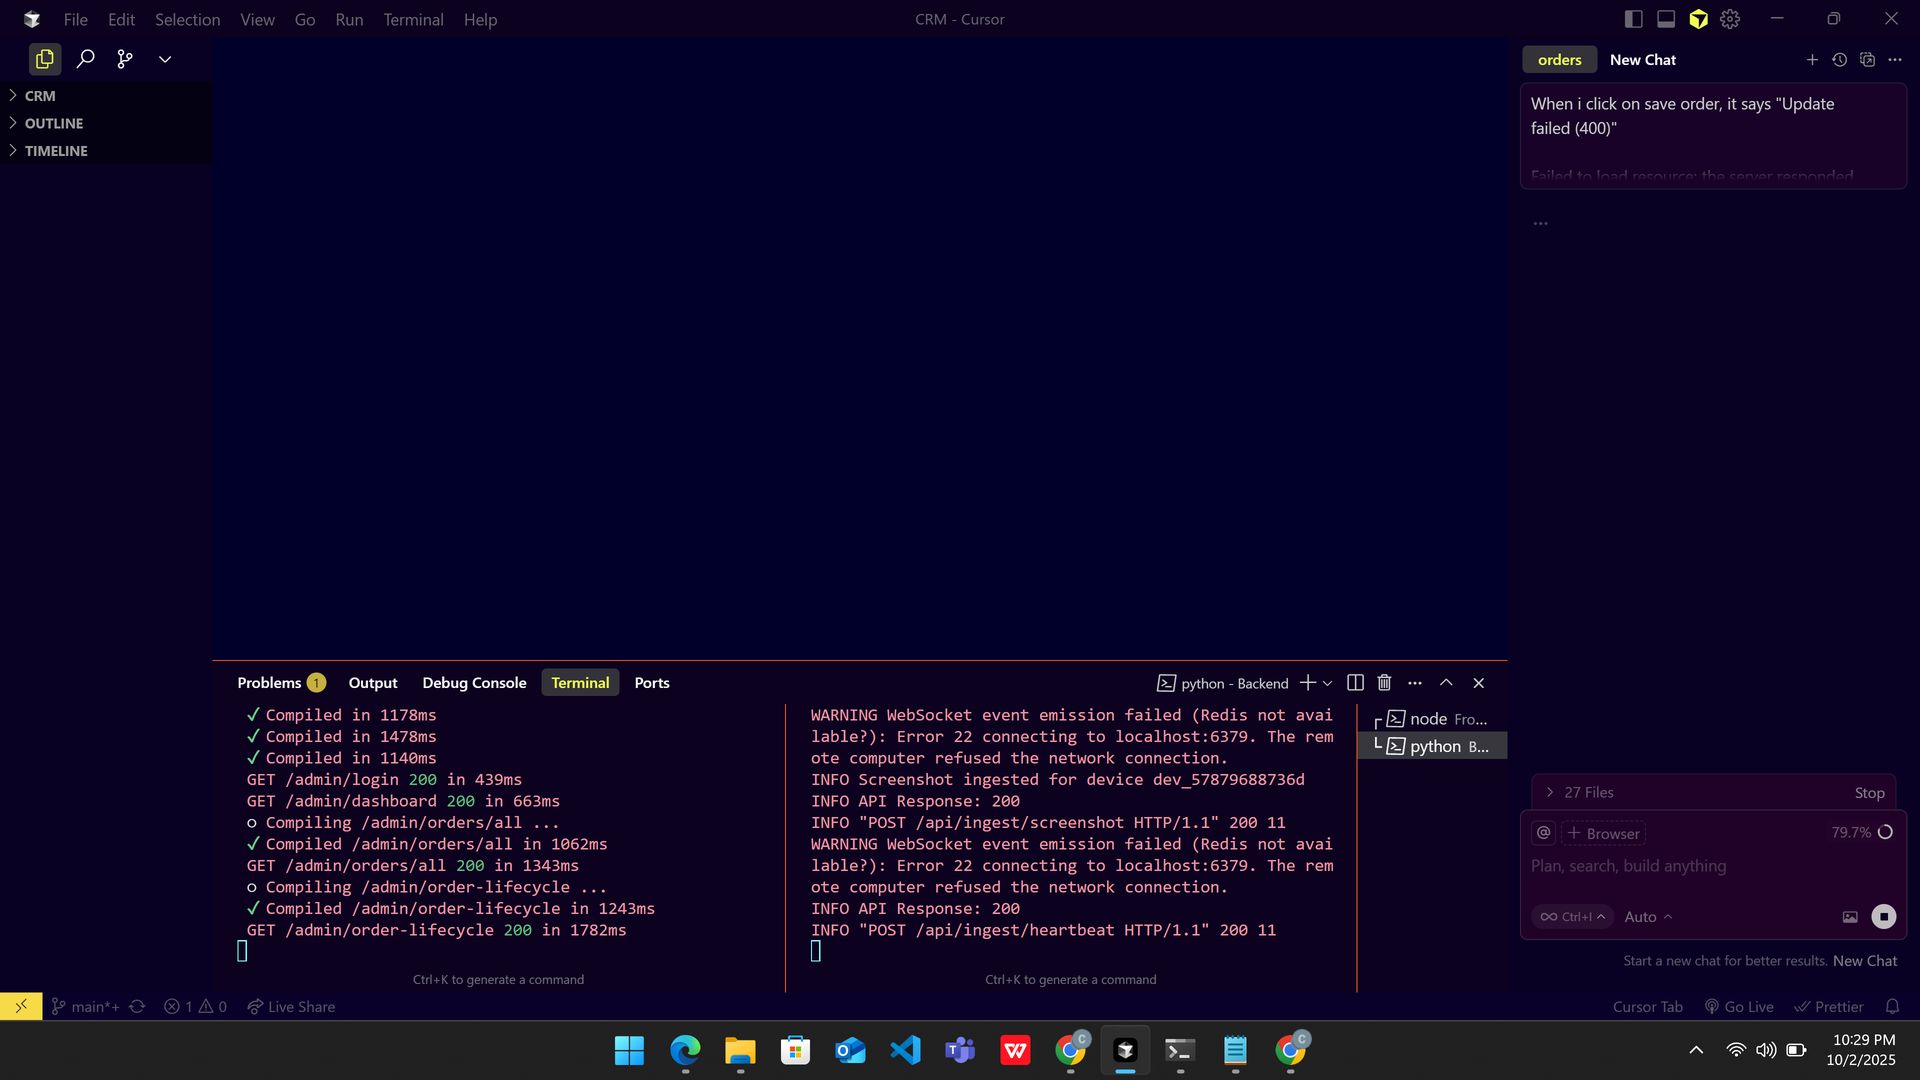 File Edit Selection View Go Run Terminal Help
CRM - Cursor
CRM
OUTLINE
TIMELINE
orders New Chat
When i click on save order, it says "Update
failed (400)"
Failed to load resource: the server responded
...
Problems 1 Output Debug Console Terminal Ports
python - Backend
✓ Compiled in 1178ms
✓ Compiled in 1478ms
✓ Compiled in 1140ms
GET /admin/login 200 in 439ms
GET /admin/dashboard 200 in 663ms
○ Compiling /admin/orders/all ...
✓ Compiled /admin/orders/all in 1062ms
GET /admin/orders/all 200 in 1343ms
○ Compiling /admin/order-lifecycle ...
✓ Compiled /admin/order-lifecycle in 1243ms
GET /admin/order-lifecycle 200 in 1782ms
Ctrl+K to generate a command
WARNING WebSocket event emission failed (Redis not avai
lable?): Error 22 connecting to localhost:6379. The rem
ote computer refused the network connection.
INFO Screenshot ingested for device dev_57879688736d
INFO API Response: 200
INFO "POST /api/ingest/screenshot HTTP/1.1" 200 11
WARNING WebSocket event emission failed (Redis not avai
lable?): Error 22 connecting to localhost:6379. The rem
ote computer refused the network connection.
INFO API Response: 200
INFO "POST /api/ingest/heartbeat HTTP/1.1" 200 11
Ctrl+K to generate a command
node Fro...
python B...
27 Files Stop
@ + Browser 79.7%
Plan, search, build anything
∞ Ctrl+I Auto
Start a new chat for better results. New Chat
main*+ 1 0 Live Share
Cursor Tab Go Live Prettier
10:29 PM
10/2/2025